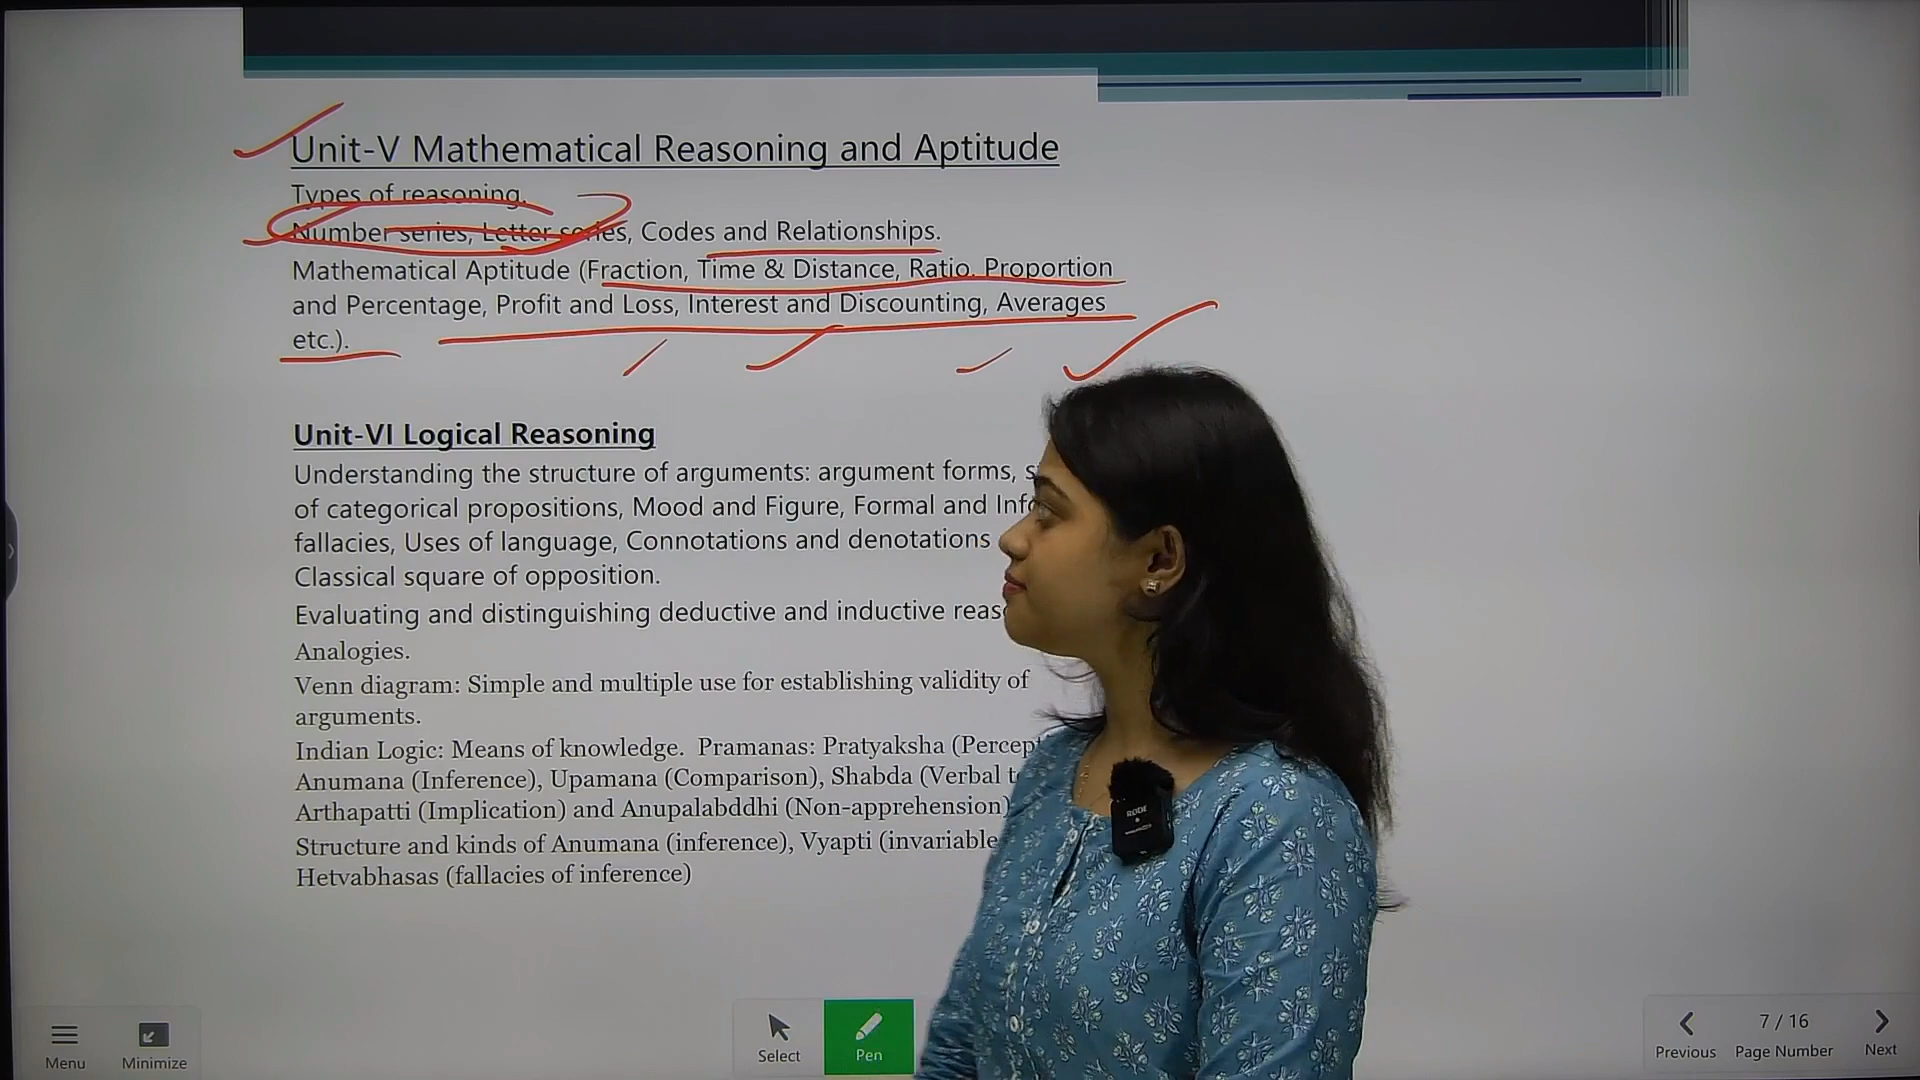 Unit-V Mathematical Reasoning and Aptitude
Types of reasoning.
Number series, Letter series, Codes and Relationships.
Mathematical Aptitude (Fraction, Time & Distance, Ratio, Proportion
and Percentage, Profit and Loss, Interest and Discounting, Averages
etc.).
Unit-VI Logical Reasoning
Understanding the structure of arguments: argument forms,
of categorical propositions, Mood and Figure, Formal and
fallacies, Uses of language, Connotations and denotations
Classical square of opposition.
Evaluating and distinguishing deductive and inductive
Analogies.
Venn diagram: Simple and multiple use for establishing validity of
arguments.
Indian Logic: Means of knowledge. Pramanas: Pratyaksha
Anumana (Inference), Upamana (Comparison), Shabda (Verbal
Arthapatti (Implication) and Anupalabddhi (Non-apprehension)
Structure and kinds of Anumana (inference), Vyapti (invariable
Hetvabhasas (fallacies of inference)
RODE
Menu
Minimize
Select
Pen
7 / 16
Previous
Page Number
Next